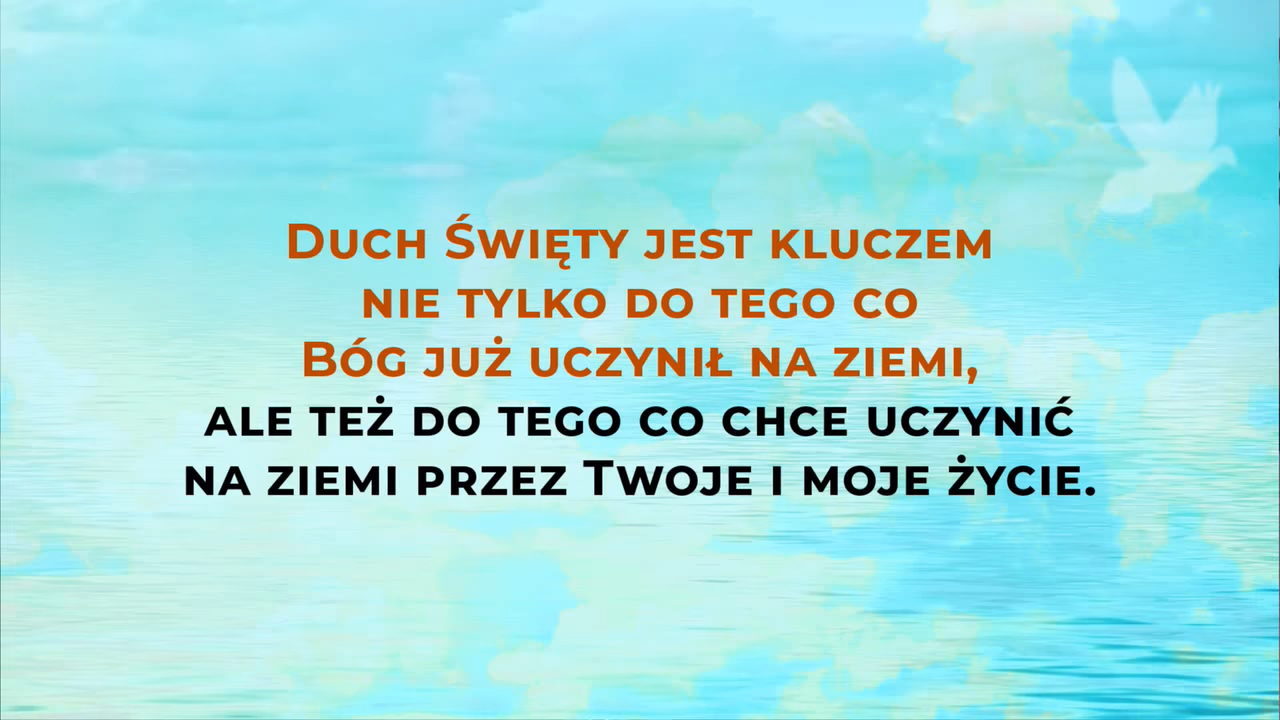 Duch Święty jest kluczem
nie tylko do tego co
Bóg już uczynił na ziemi,
ale też do tego co chce uczynić
na ziemi przez Twoje i moje życie.